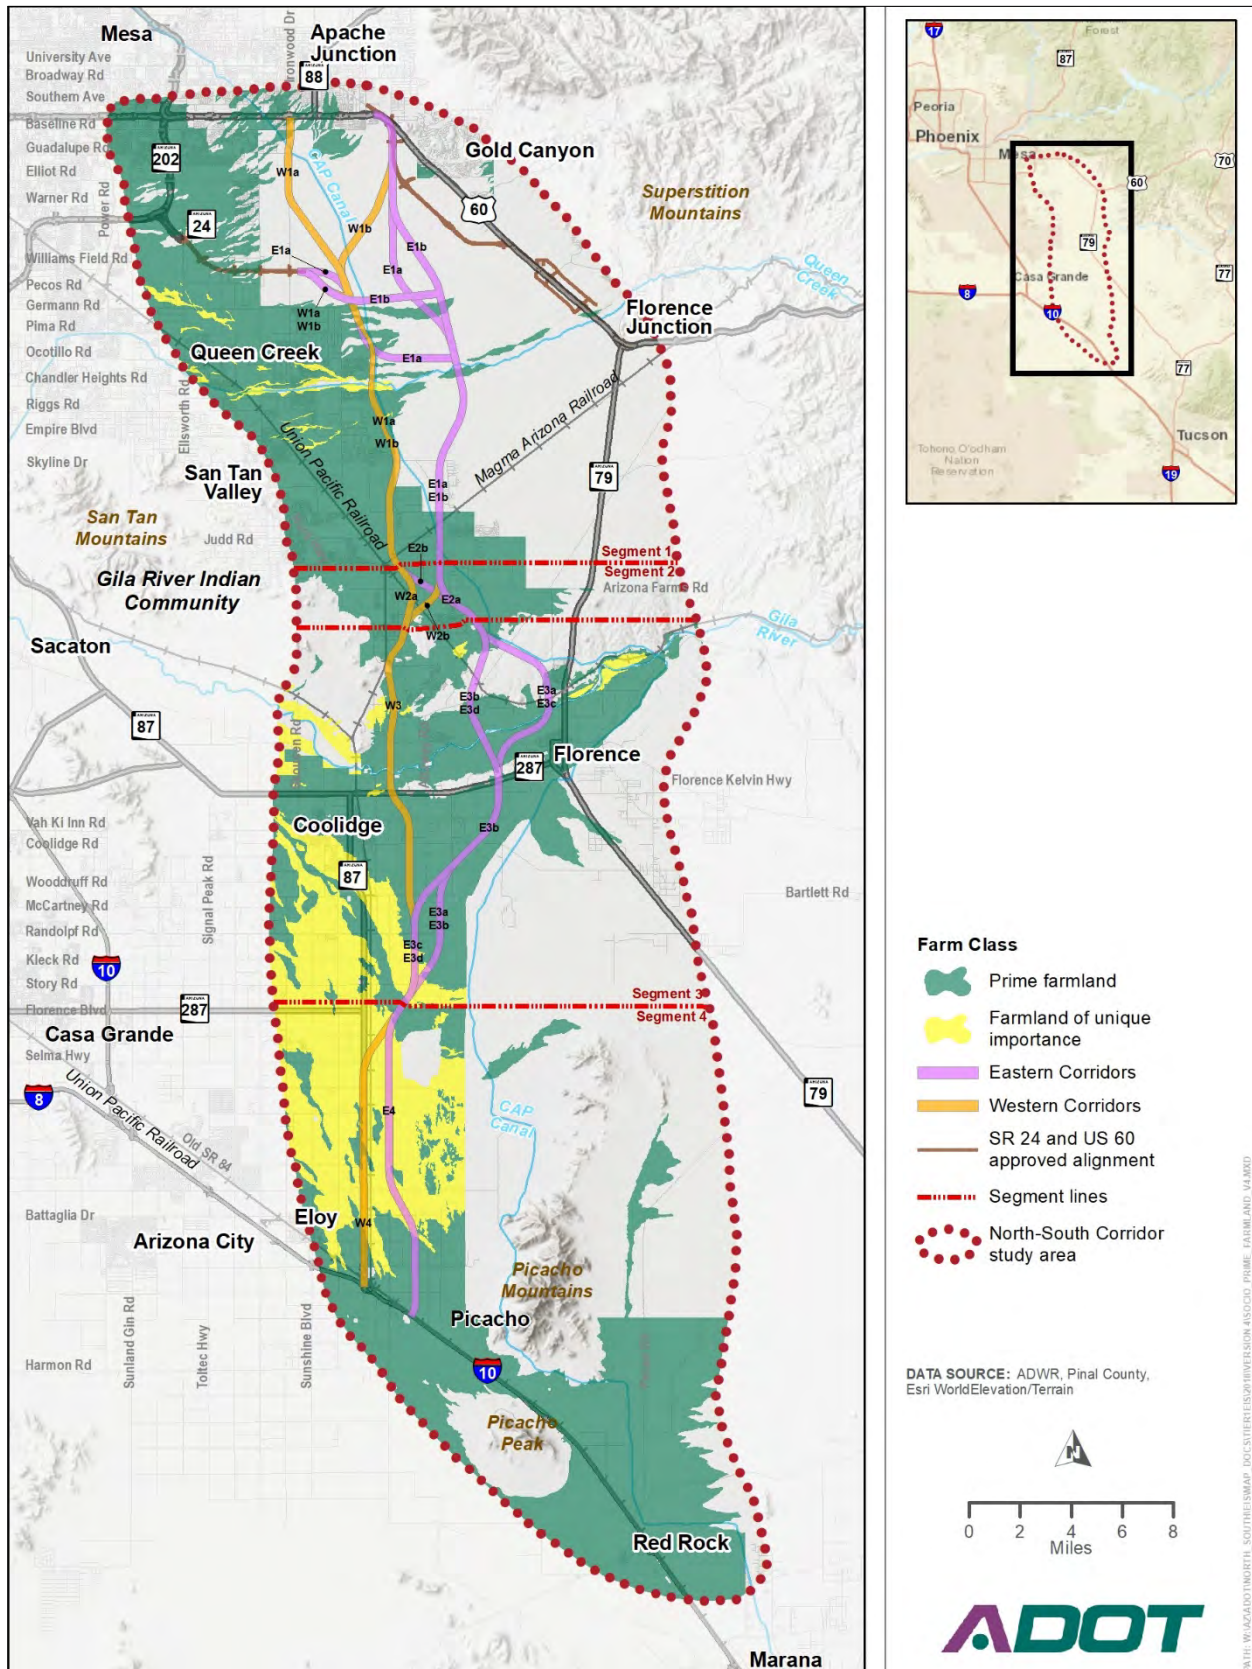 Mesa
Apache
Junction
Ironwood Dr
88
University Ave
Broadway Rd
Southern Ave
Baseline Rd
Guadalupe Rd
Elliot Rd
Warner Rd
Power Rd
Williams Field Rd
Pecos Rd
Germann Rd
Pima Rd
Ocotillo Rd
Chandler Heights Rd
Riggs Rd
Empire Blvd
Skyline Dr
Ellsworth Rd
202
24
Gold Canyon
60
Superstition
Mountains
CAP Canal
W1a
W1b
E1a
E1b
E1a
E1b
W1a
W1b
E1a
Queen Creek
Queen
Creek
Florence
Junction
W1a
W1b
E1a
E1b
Union Pacific Railroad
Magma Arizona Railroad
79
San Tan
Valley
San Tan
Mountains
Judd Rd
Gila River Indian
Community
Segment 1
Segment 2
Arizona Farms Rd
E2b
W2a
E2a
W2b
Gila
River
Sacaton
87
W3
E3b
E3d
E3a
E3c
Florence
287
Florence Kelvin Hwy
Vah Ki Inn Rd
Coolidge Rd
Coolidge
E3b
Wooddruff Rd
McCartney Rd
Randolpf Rd
Kleck Rd
Story Rd
Florence Blvd
Signal Peak Rd
87
Bartlett Rd
E3a
E3b
E3c
E3d
10
287
Segment 3
Segment 4
Casa Grande
Selma Hwy
8
Union Pacific Railroad
Old SR 84
E4
CAP
Canal
79
Battaglia Dr
Arizona City
Eloy
W4
Picacho
Mountains
Picacho
Harmon Rd
Sunland Gin Rd
Toltec Hwy
Sunshine Blvd
10
Picacho
Peak
Red Rock
Marana
17
87
Forest
Peoria
Phoenix
Mesa
60
70
79
Casa Grande
8
10
77
77
Tucson
Tohono O'odham
Nation
Reservation
19
Farm Class
Prime farmland
Farmland of unique
importance
Eastern Corridors
Western Corridors
SR 24 and US 60
approved alignment
Segment lines
North-South Corridor
study area
DATA SOURCE: ADWR, Pinal County,
Esri WorldElevation/Terrain
N
0 2 4 6 8
Miles
ADOT